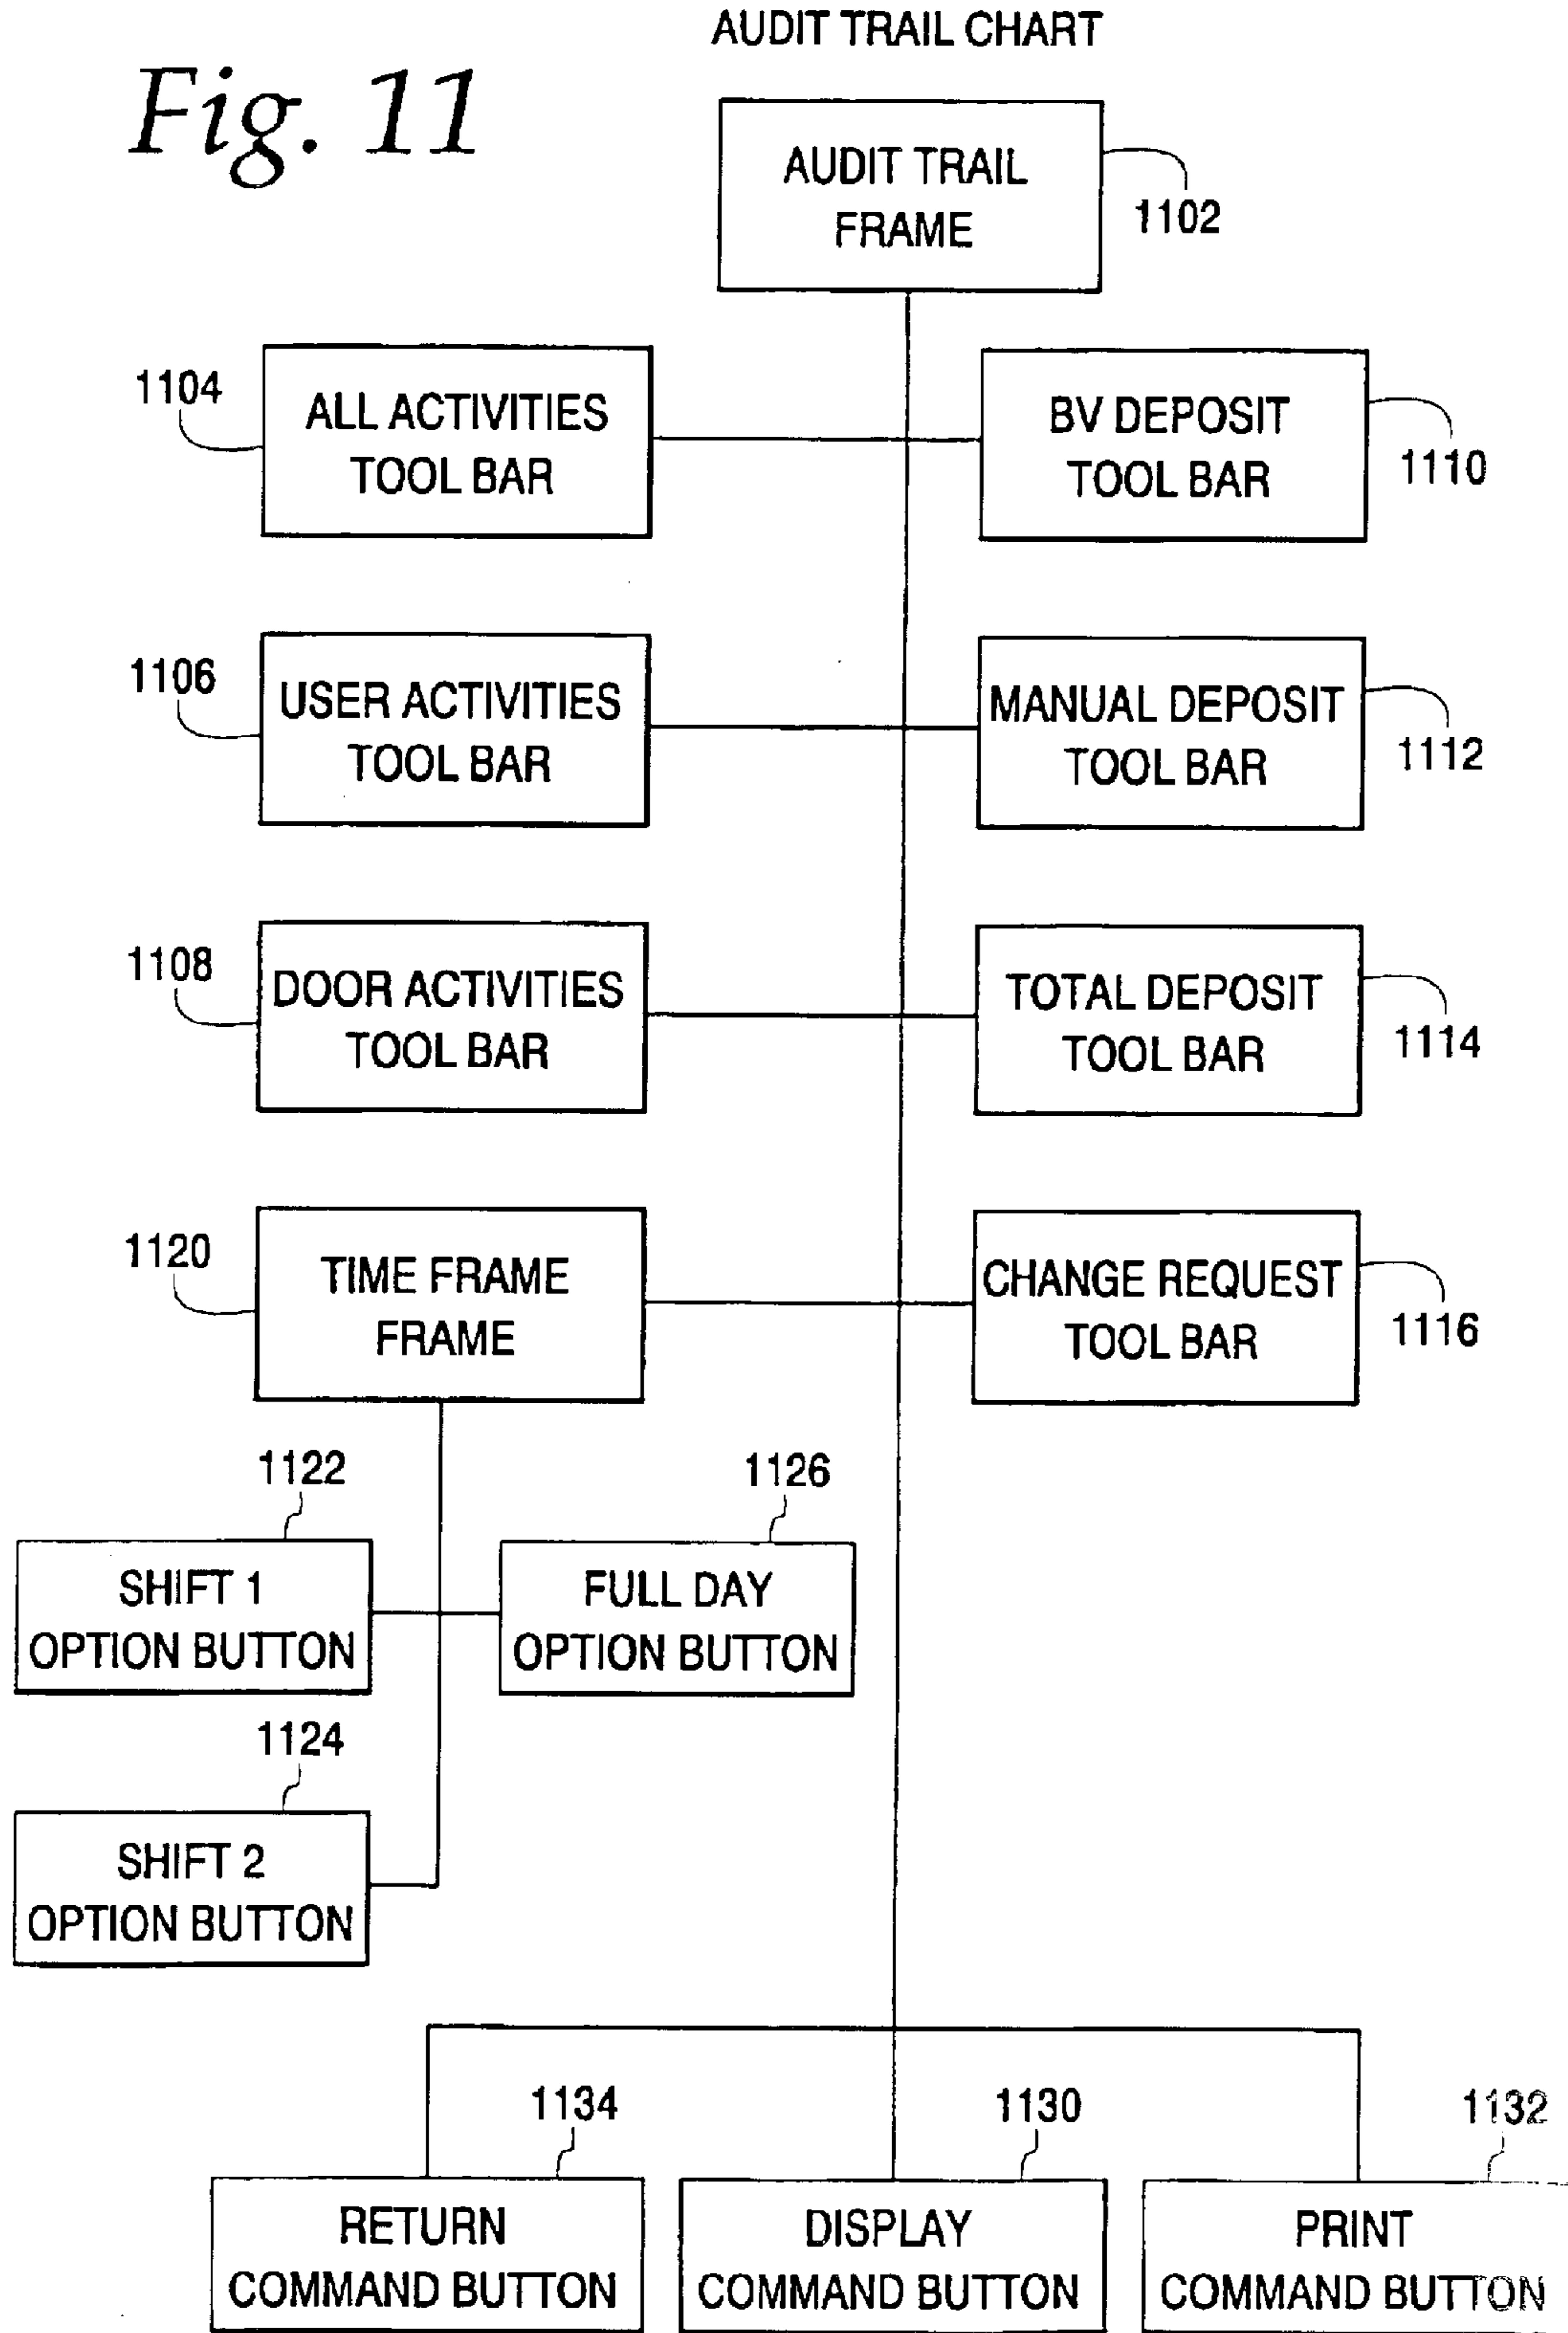 AUDIT TRAIL CHART
Fig. 11
AUDIT TRAIL
FRAME
1102
1104
ALL ACTIVITIES
TOOL BAR
BV DEPOSIT
TOOL BAR
1110
1106
USER ACTIVITIES
TOOL BAR
MANUAL DEPOSIT
TOOL BAR
1112
1108
DOOR ACTIVITIES
TOOL BAR
TOTAL DEPOSIT
TOOL BAR
1114
1120
TIME FRAME
FRAME
CHANGE REQUEST
TOOL BAR
1116
1122
SHIFT 1
OPTION BUTTON
1126
FULL DAY
OPTION BUTTON
1124
SHIFT 2
OPTION BUTTON
1134
RETURN
COMMAND BUTTON
1130
DISPLAY
COMMAND BUTTON
1132
PRINT
COMMAND BUTTON